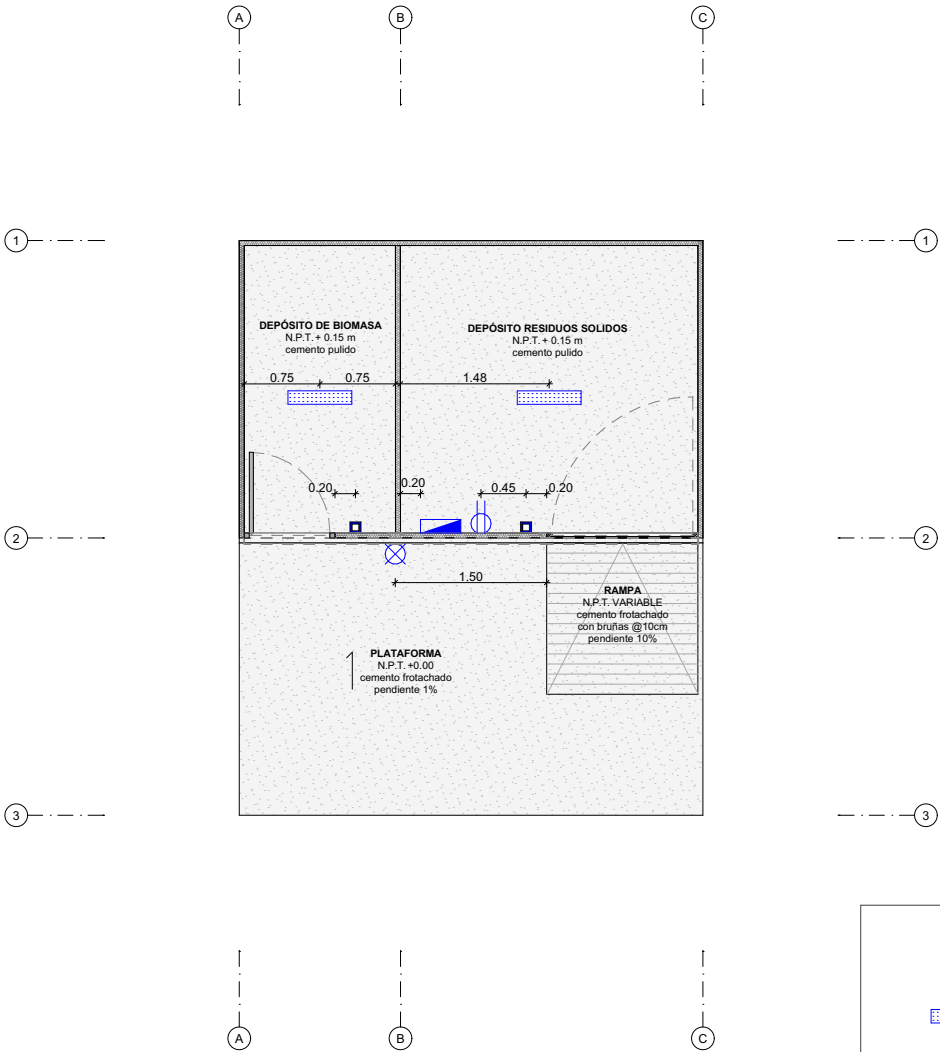 A
B
C
1
1
DEPÓSITO DE BIOMASA
N.P.T. + 0.15 m
cemento pulido
DEPÓSITO RESIDUOS SOLIDOS
N.P.T. + 0.15 m
cemento pulido
0.75
0.75
1.48
0.20
0.20
0.45
0.20
2
2
1.50
RAMPA
N.P.T. VARIABLE
cemento frotachado
con bruñas @10cm
pendiente 10%
PLATAFORMA
N.P.T. +0.00
cemento frotachado
pendiente 1%
3
3
A
B
C